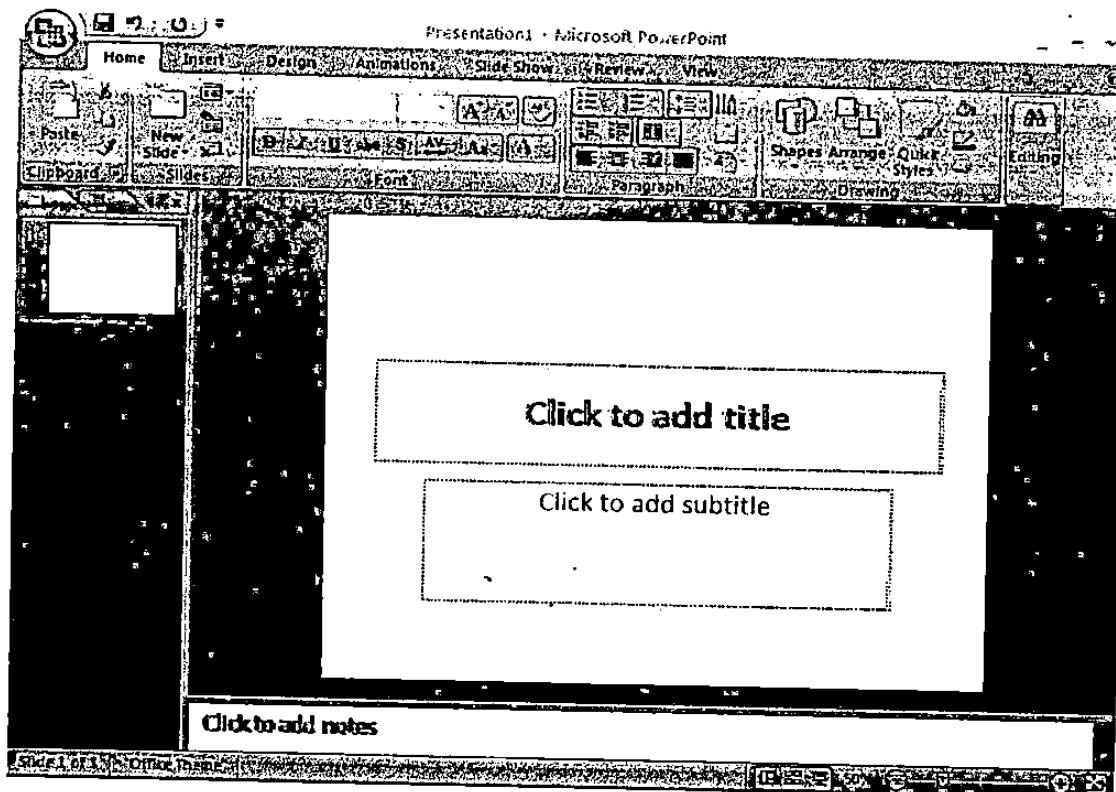 Presentation1 - Microsoft PowerPoint
Home Insert Design Animations Slide Show Review View
Paste
New
Slide
Shapes Arrange Quick
Styles
Editing
Clipboard Slides Font Paragraph Drawing
Click to add title
Click to add subtitle
Click to add notes
Slide 1 of 1 Office Theme 50%